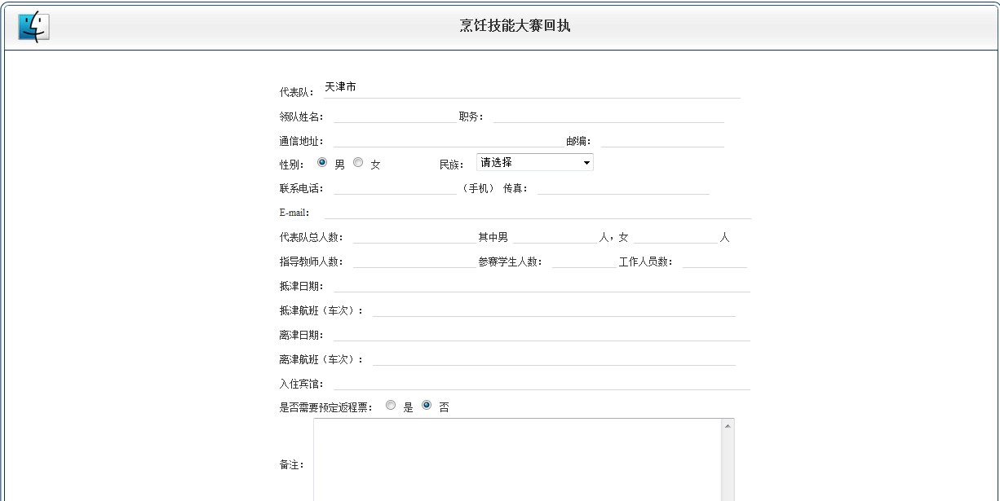 烹饪技能大赛回执
代表队： 天津市
领队姓名： 职务：
通信地址： 邮编：
性别： 男 女 民族： 请选择
联系电话： （手机） 传真：
E-mail：
代表队总人数： 其中男 人，女 人
指导教师人数： 参赛学生人数： 工作人员数：
抵津日期：
抵津航班（车次）：
离津日期：
离津航班（车次）：
入住宾馆：
是否需要预定返程票： 是 否
备注：